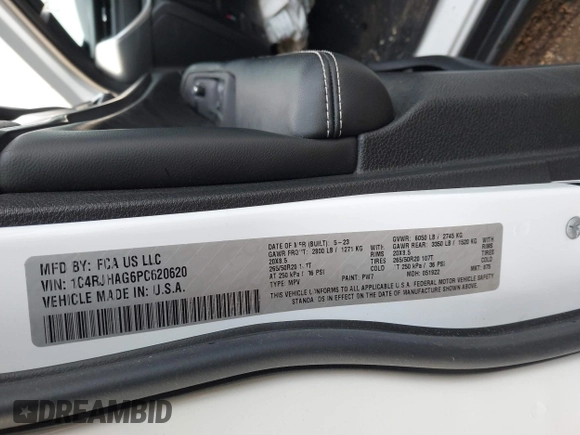 MFD BY: FCA US LLC
VIN: 1C4RJHAG6PC620620
VEHICLE MADE IN: U.S.A.
DATE OF MFR (BUILT): 5-23
GAWR FRONT: 2800 LB / 1271 KG WITH
20X8.5 RIMS
265/50R20 107T TIRES
AT 250 kPa / 36 PSI
TYPE: MPV
PAINT: PW7
GVWR: 6050 LB / 2745 KG
GAWR REAR: 3350 LB / 1520 KG WITH
20X8.5 RIMS
265/50R20 107T TIRES
AT 250 kPa / 36 PSI
MDH: 051922
MKT:
THIS VEHICLE CONFORMS TO ALL APPLICABLE U.S.A. FEDERAL MOTOR VEHICLE SAFETY
STANDARDS IN EFFECT ON THE DATE OF MANUFACTURE SHOWN ABOVE.
DREAMBID